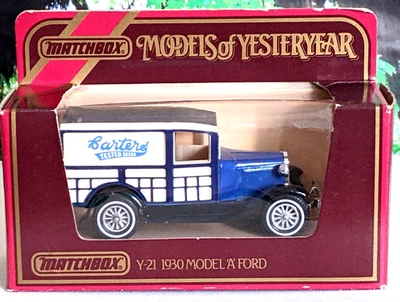 MATCHBOX
MODELS of YESTERYEAR
Carters
TESTED SEEDS
MATCHBOX
Y-21 1930 MODEL 'A' FORD